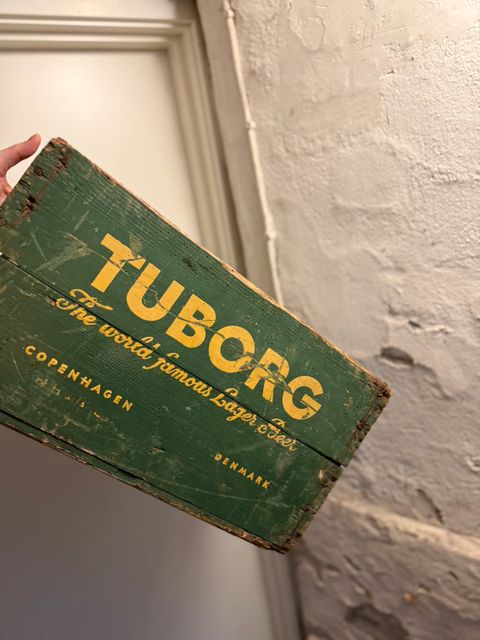 TUBORG
The world famous Lager Beer
COPENHAGEN
DENMARK